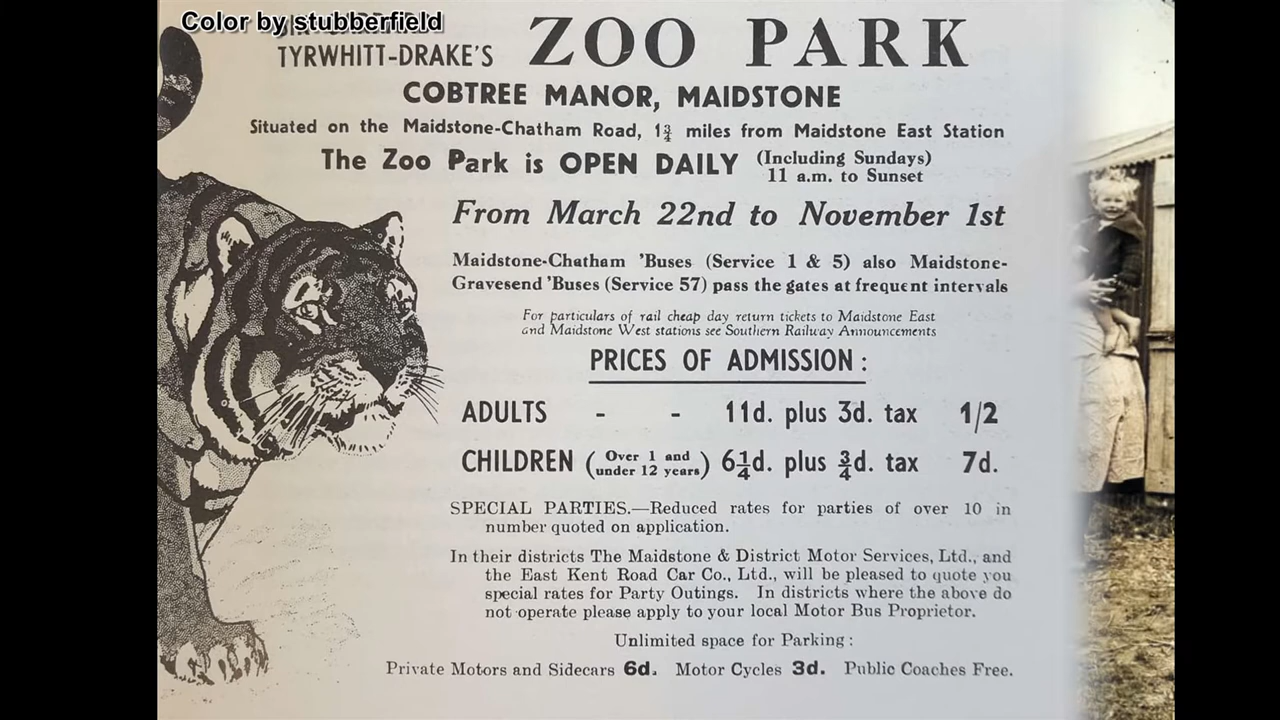 Color by stubberfield
TYRWHITT-DRAKE'S
ZOO PARK
COBTREE MANOR, MAIDSTONE
Situated on the Maidstone-Chatham Road, 1¾ miles from Maidstone East Station
The Zoo Park is OPEN DAILY (Including Sundays)
11 a.m. to Sunset
From March 22nd to November 1st
Maidstone-Chatham 'Buses (Service 1 & 5) also Maidstone-
Gravesend 'Buses (Service 57) pass the gates at frequent intervals
For particulars of rail cheap day return tickets to Maidstone East
and Maidstone West stations see Southern Railway Announcements
PRICES OF ADMISSION :
ADULTS - - 11d. plus 3d. tax 1/2
CHILDREN (Over 1 and under 12 years) 6¼d. plus ¾d. tax 7d.
SPECIAL PARTIES.—Reduced rates for parties of over 10 in
number quoted on application.
In their districts The Maidstone & District Motor Services, Ltd., and
the East Kent Road Car Co., Ltd., will be pleased to quote you
special rates for Party Outings. In districts where the above do
not operate please apply to your local Motor Bus Proprietor.
Unlimited space for Parking :
Private Motors and Sidecars 6d. Motor Cycles 3d. Public Coaches Free.